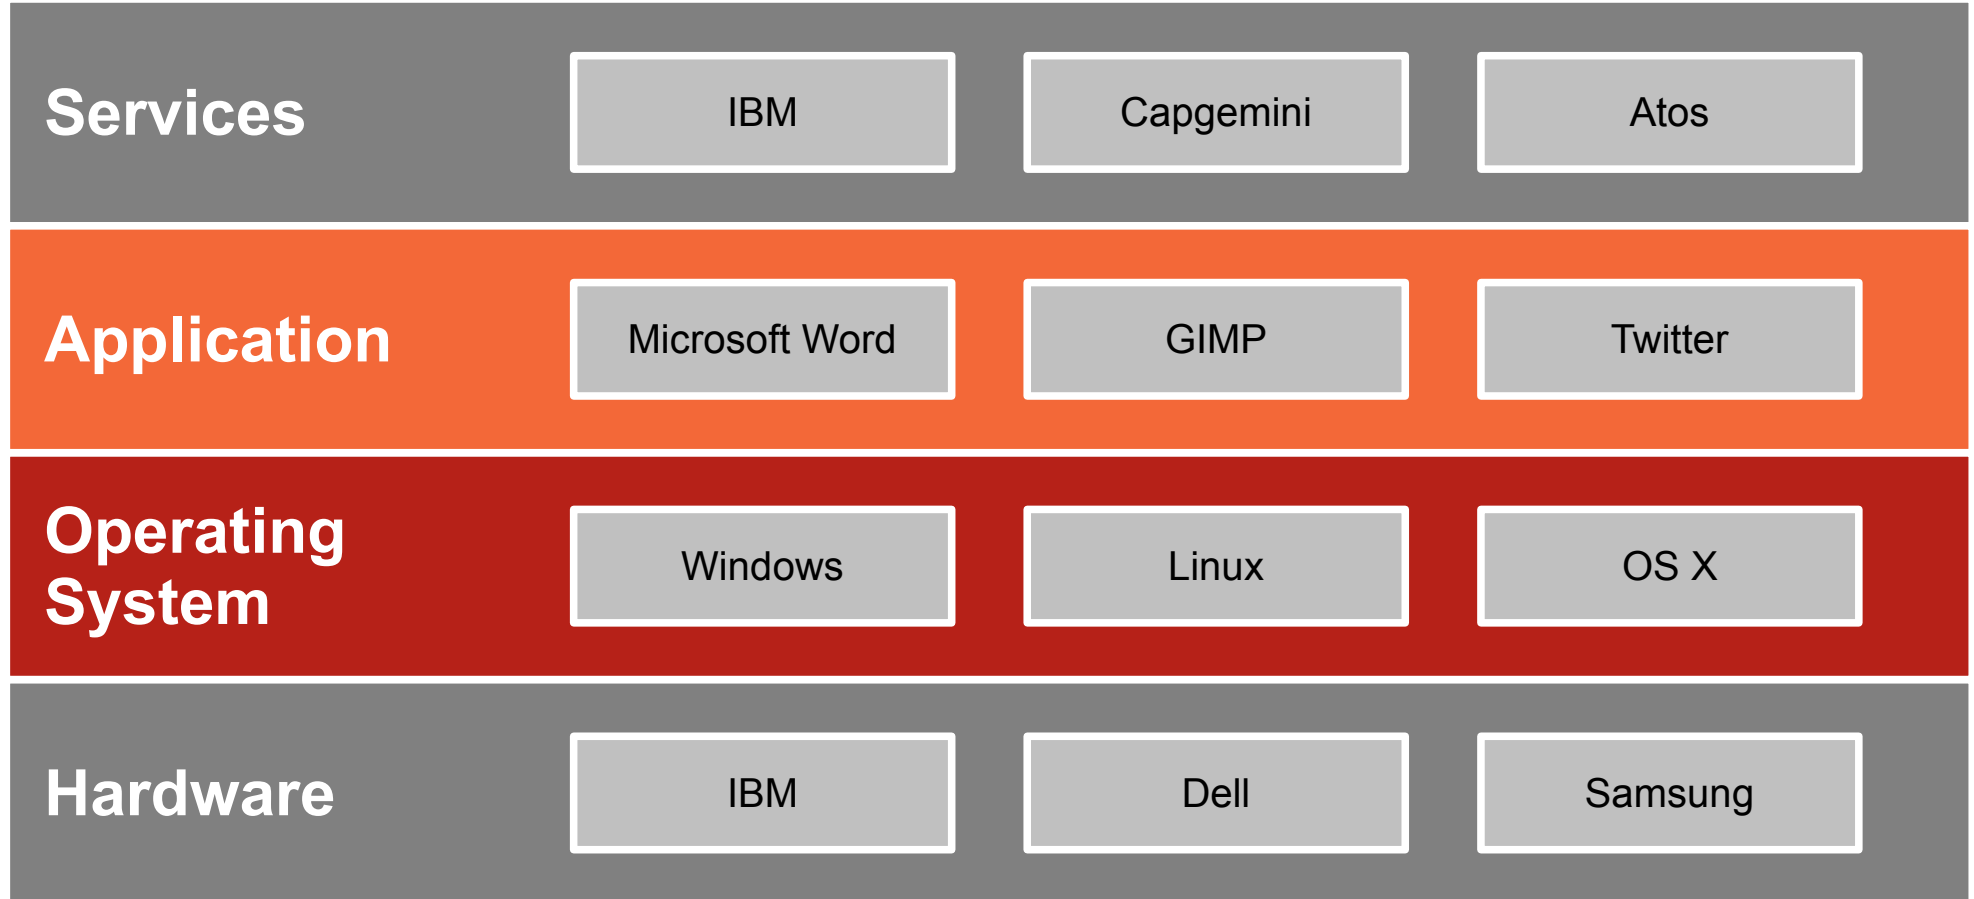 Services
IBM
Capgemini
Atos
Application
Microsoft Word
GIMP
Twitter
Operating
System
Windows
Linux
OS X
Hardware
IBM
Dell
Samsung